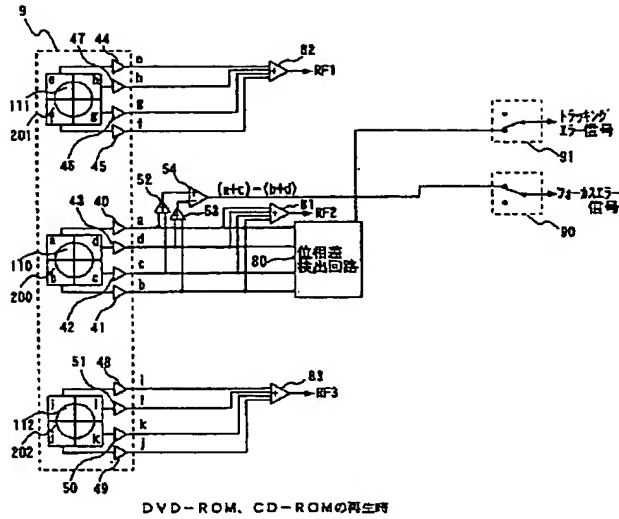 9
47 44
e
82
e h
h
RF1
111
f g
g
201
f
46 45
トラッキング
エラー信号
91
52 54
(a+c)-(b+d)
43 40
53
a
81
RF2
フォーカスエラー
信号
90
a d
d
80
位相差
検出回路
110
b c
c
200
b
42 41
51 48
i
83
i l
l
RF3
112
j k
k
202
j
50 49
DVD-ROM、CD-ROMの再生時